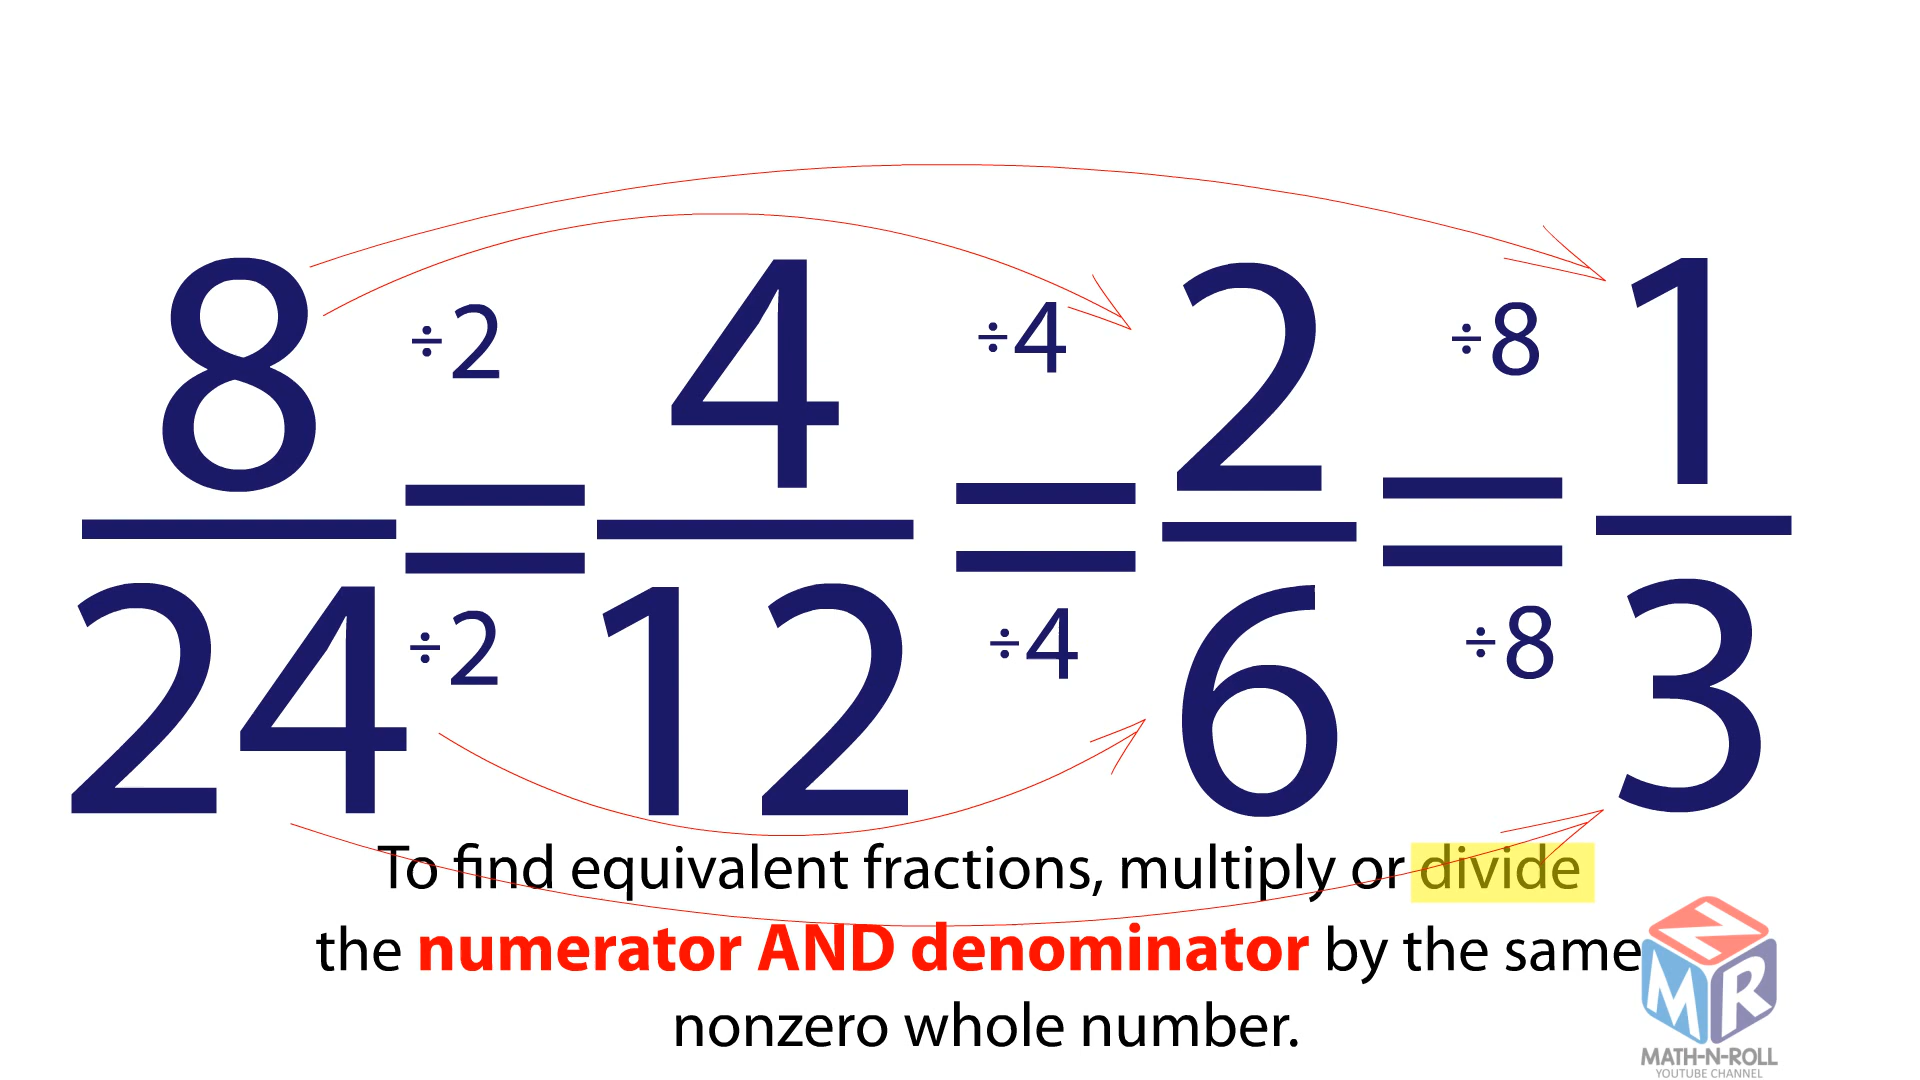 8 ÷2 4 ÷4 2 ÷8 1
= = =
24 ÷2 12 ÷4 6 ÷8 3
To find equivalent fractions, multiply or divide
the numerator AND denominator by the same
nonzero whole number.
N
M R
MATH-N-ROLL
YOUTUBE CHANNEL